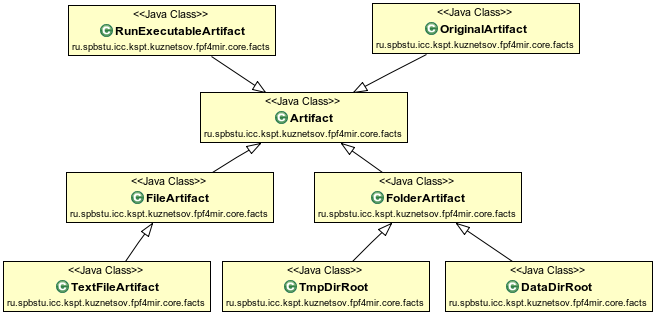 <<Java Class>>
RunExecutableArtifact
ru.spbstu.icc.kspt.kuznetsov.fpf4mir.core.facts
<<Java Class>>
OriginalArtifact
ru.spbstu.icc.kspt.kuznetsov.fpf4mir.core.facts
<<Java Class>>
Artifact
ru.spbstu.icc.kspt.kuznetsov.fpf4mir.core.facts
<<Java Class>>
FileArtifact
ru.spbstu.icc.kspt.kuznetsov.fpf4mir.core.facts
<<Java Class>>
FolderArtifact
ru.spbstu.icc.kspt.kuznetsov.fpf4mir.core.facts
<<Java Class>>
TextFileArtifact
ru.spbstu.icc.kspt.kuznetsov.fpf4mir.core.facts
<<Java Class>>
TmpDirRoot
ru.spbstu.icc.kspt.kuznetsov.fpf4mir.core.facts
<<Java Class>>
DataDirRoot
ru.spbstu.icc.kspt.kuznetsov.fpf4mir.core.facts